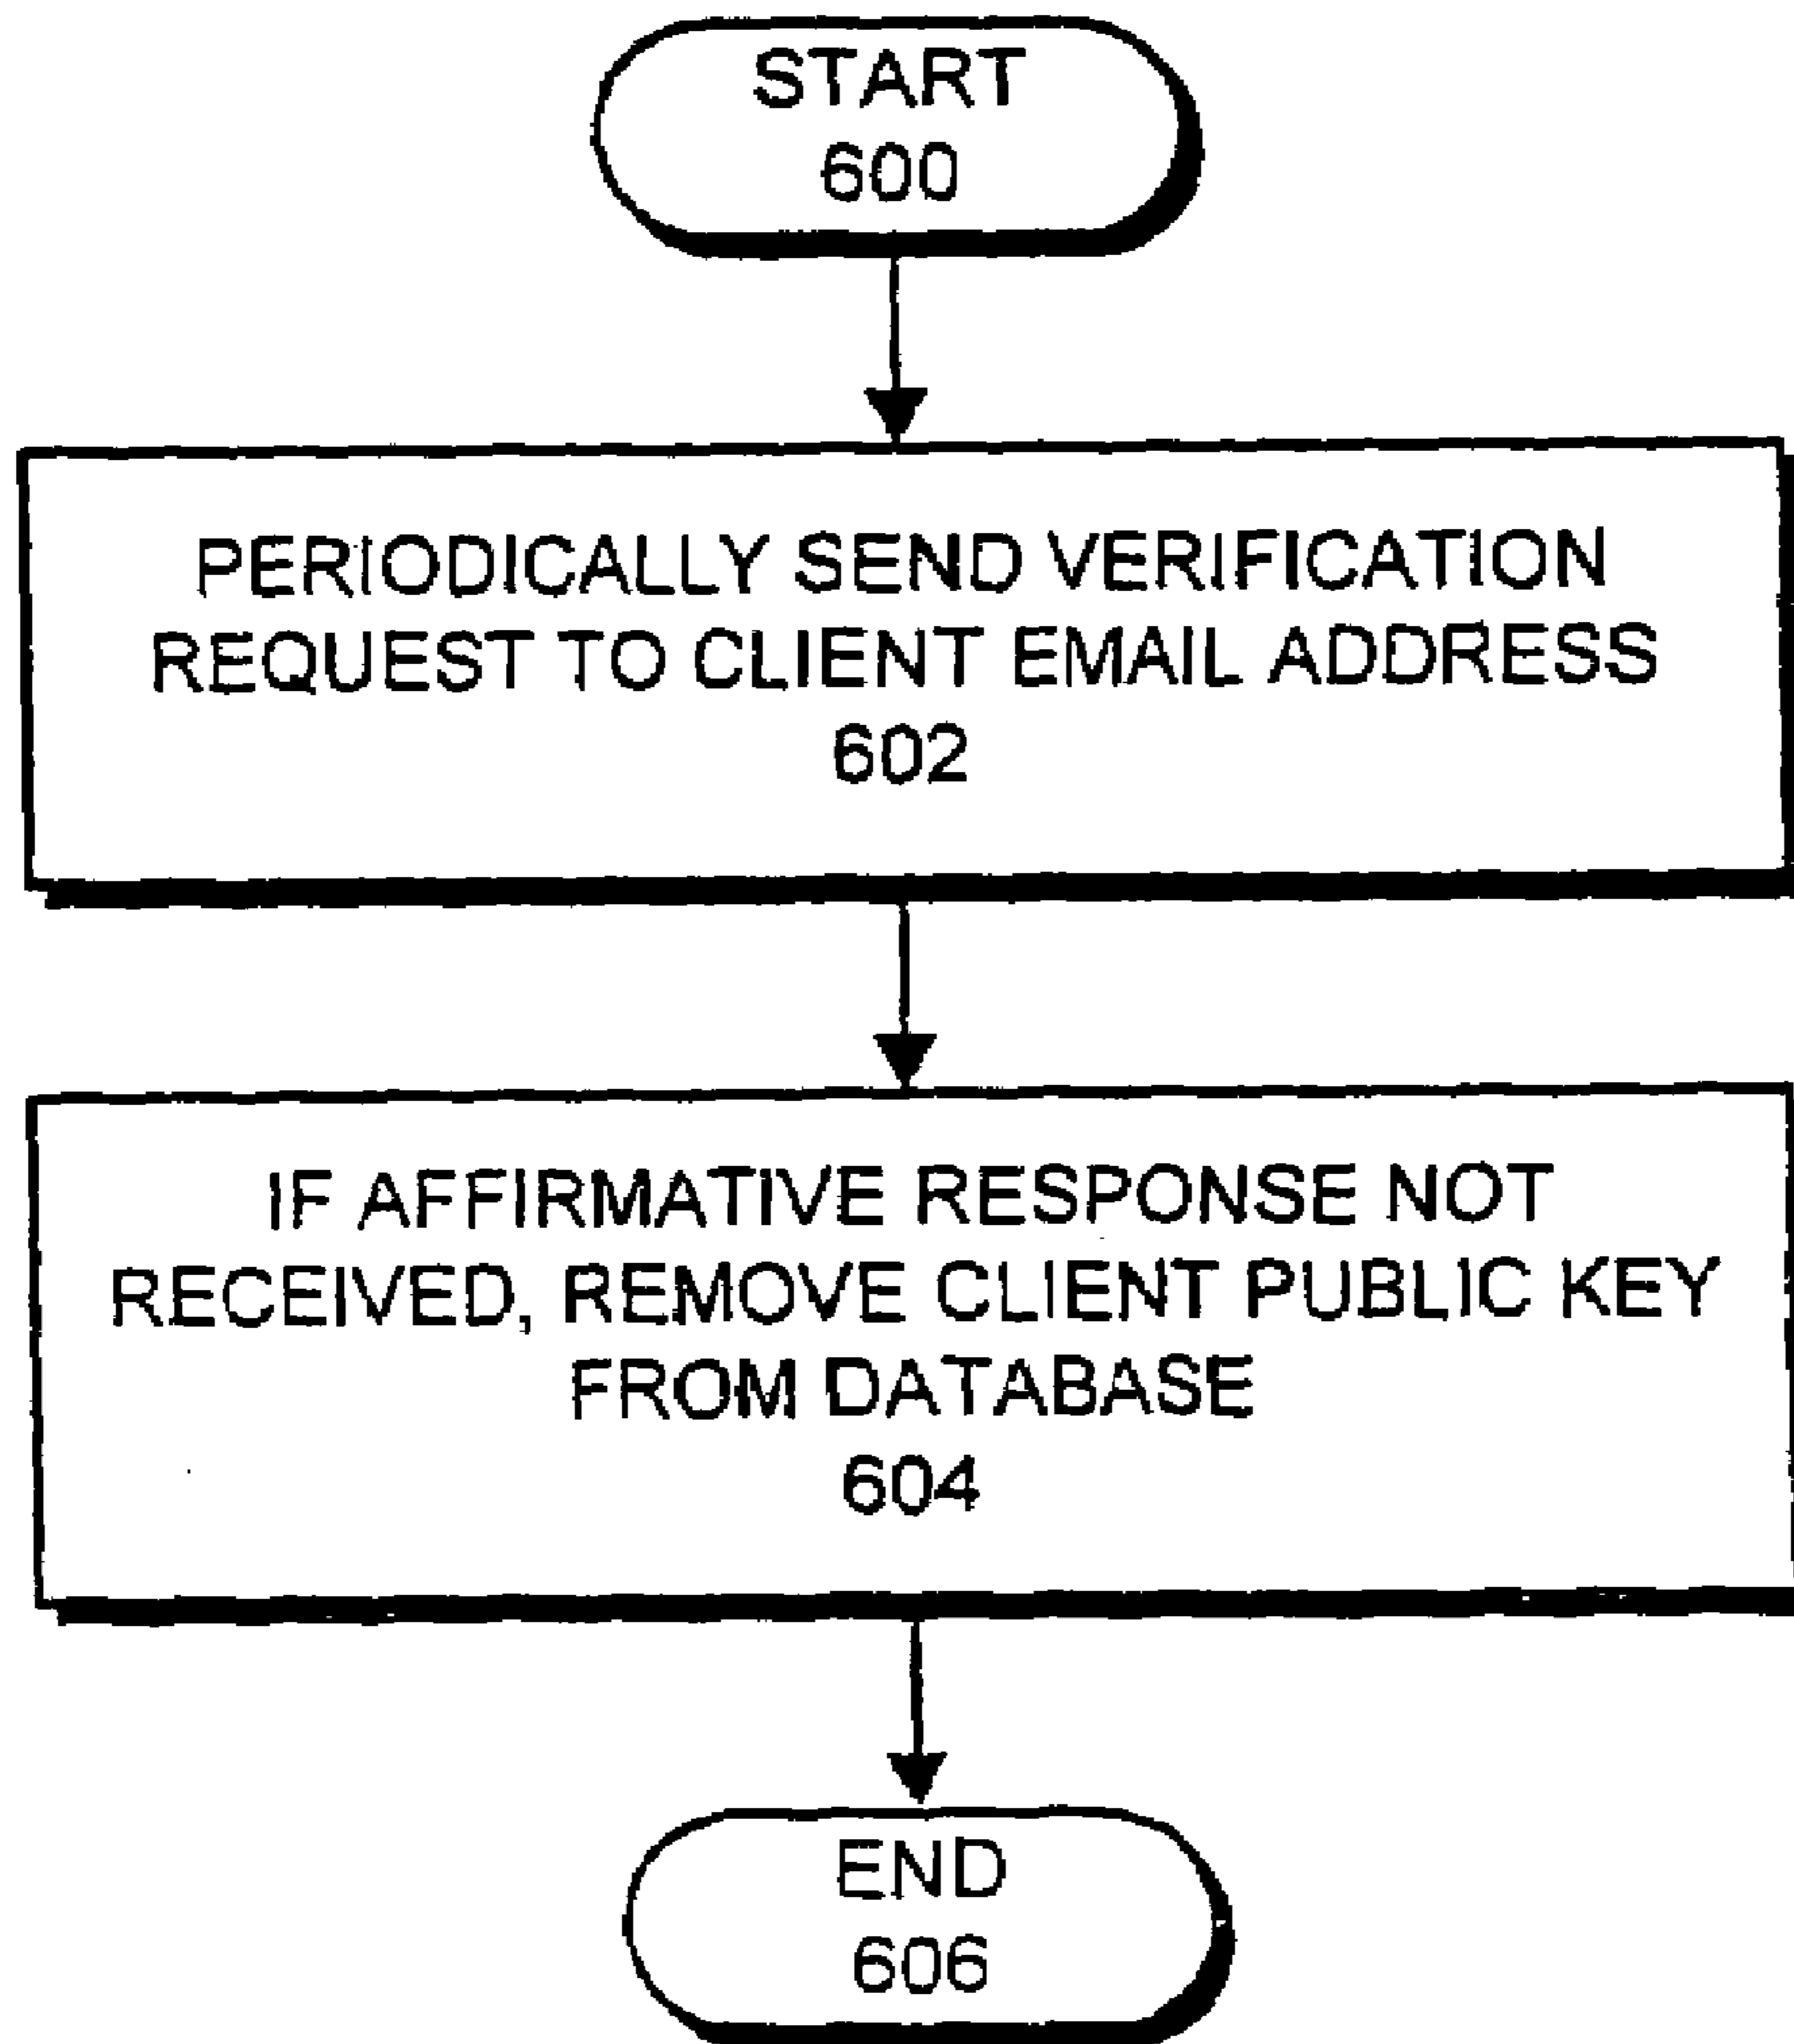 START
600
PERIODICALLY SEND VERIFICATION
REQUEST TO CLIENT EMAIL ADDRESS
602
IF AFFIRMATIVE RESPONSE NOT
RECEIVED, REMOVE CLIENT PUBLIC KEY
FROM DATABASE
604
END
606